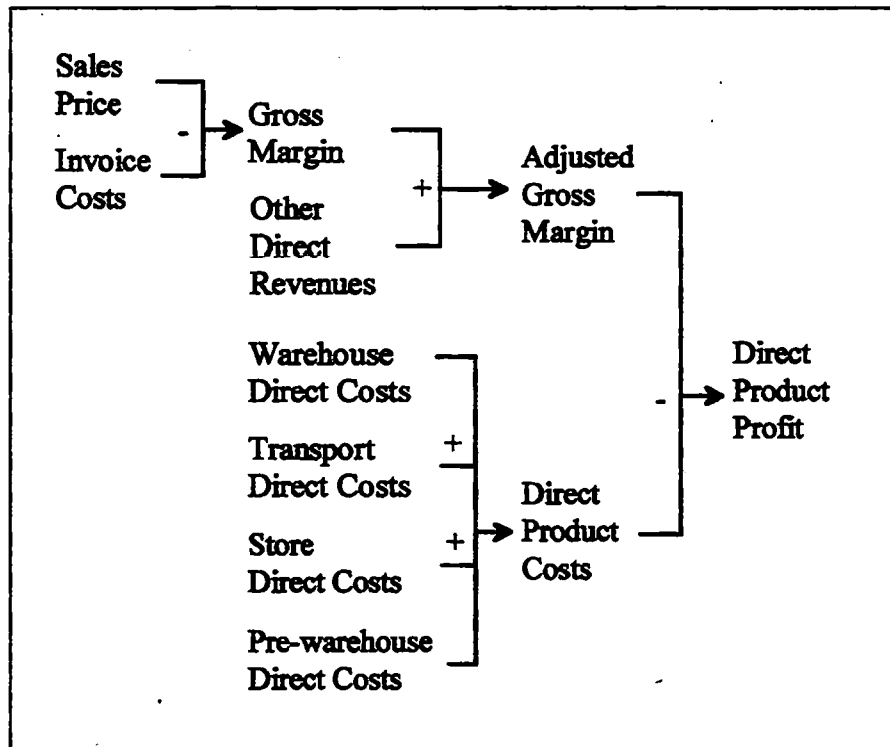 Sales
Price
-
Invoice
Costs
Gross
Margin
+
Other
Direct
Revenues
Adjusted
Gross
Margin
Warehouse
Direct Costs
+
Transport
Direct Costs
+
Store
Direct Costs
Pre-warehouse
Direct Costs
Direct
Product
Costs
-
Direct
Product
Profit